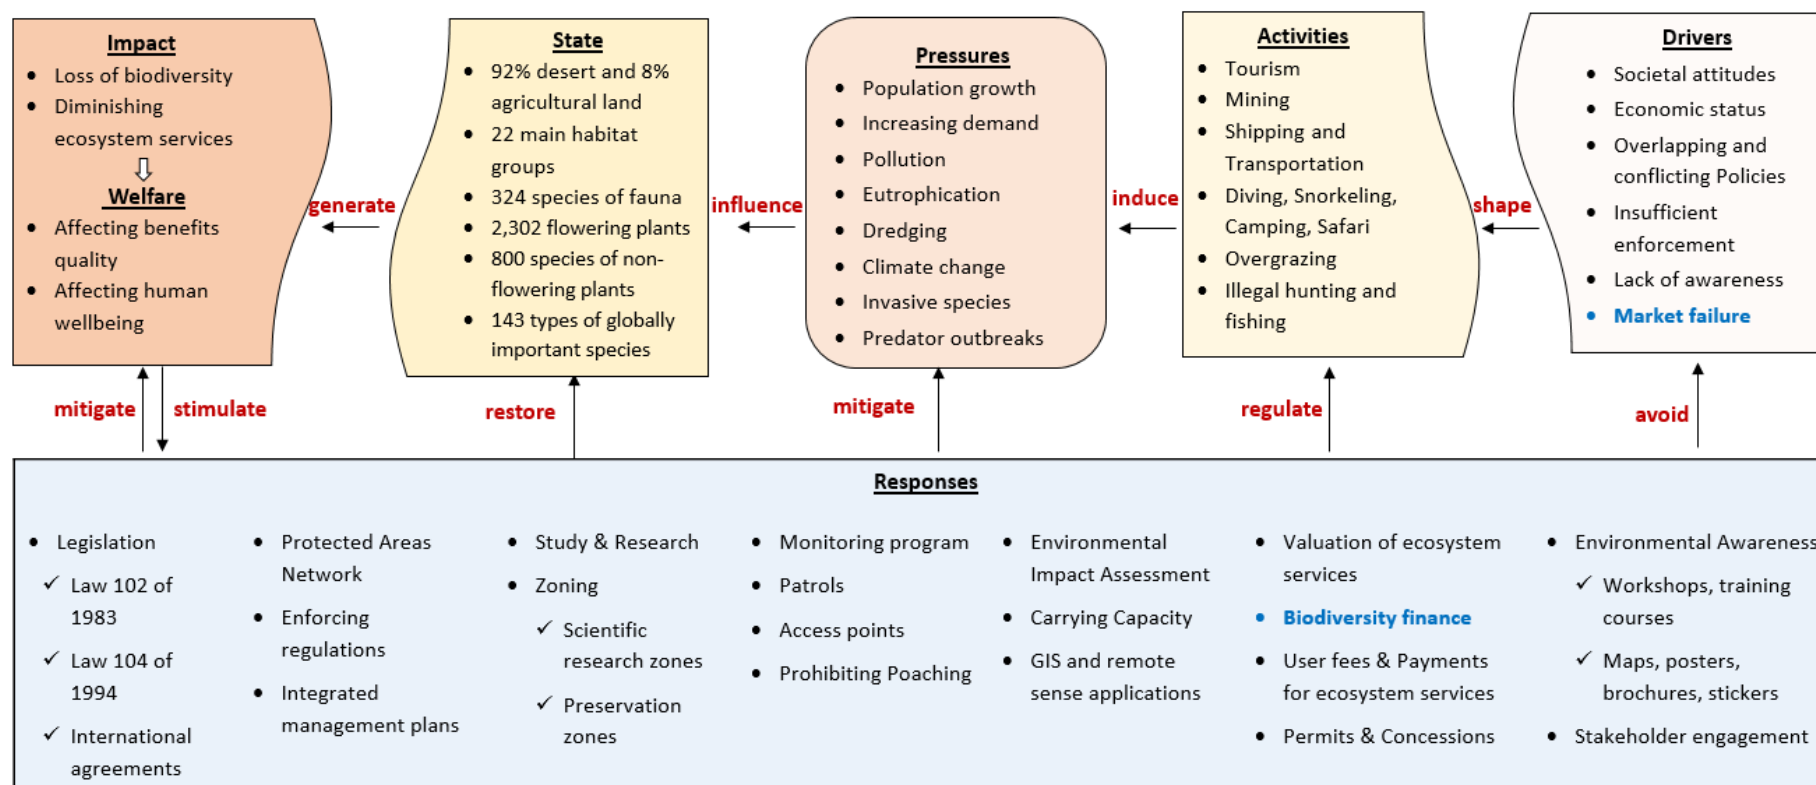 Impact
• Loss of biodiversity
• Diminishing
ecosystem services
Welfare
• Affecting benefits
quality
• Affecting human
wellbeing
generate
State
• 92% desert and 8%
agricultural land
• 22 main habitat
groups
• 324 species of fauna
• 2,302 flowering plants
• 800 species of non-
flowering plants
• 143 types of globally
important species
influence
Pressures
• Population growth
• Increasing demand
• Pollution
• Eutrophication
• Dredging
• Climate change
• Invasive species
• Predator outbreaks
induce
Activities
• Tourism
• Mining
• Shipping and
Transportation
• Diving, Snorkeling,
Camping, Safari
• Overgrazing
• Illegal hunting and
fishing
shape
Drivers
• Societal attitudes
• Economic status
• Overlapping and
conflicting Policies
• Insufficient
enforcement
• Lack of awareness
• Market failure
mitigate
stimulate
restore
mitigate
regulate
avoid
Responses
• Legislation
✓ Law 102 of
1983
✓ Law 104 of
1994
✓ International
agreements
• Protected Areas
Network
• Enforcing
regulations
• Integrated
management plans
• Study & Research
• Zoning
✓ Scientific
research zones
✓ Preservation
zones
• Monitoring program
• Patrols
• Access points
• Prohibiting Poaching
• Environmental
Impact Assessment
• Carrying Capacity
• GIS and remote
sense applications
• Valuation of ecosystem
services
• Biodiversity finance
• User fees & Payments
for ecosystem services
• Permits & Concessions
• Environmental Awareness
✓ Workshops, training
courses
✓ Maps, posters,
brochures, stickers
• Stakeholder engagement